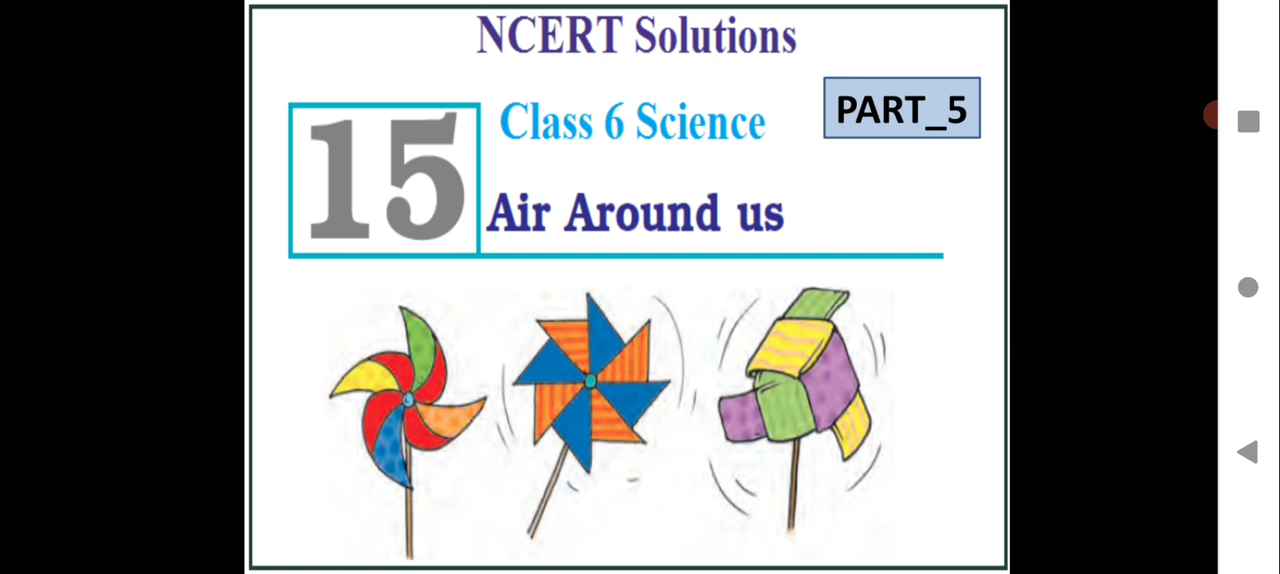 NCERT Solutions
PART_5
Class 6 Science
15
Air Around us